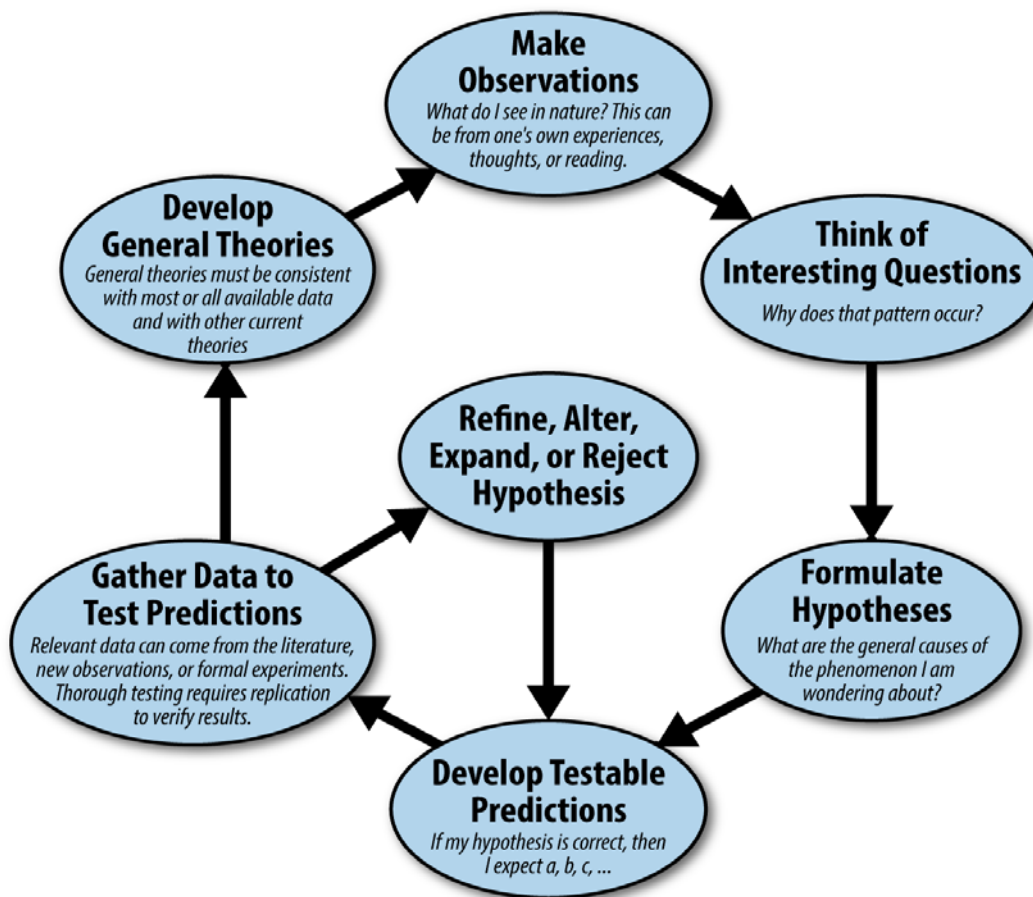 Make
Observations
What do I see in nature? This can
be from one's own experiences,
thoughts, or reading.
Think of
Interesting Questions
Why does that pattern occur?
Formulate
Hypotheses
What are the general causes of
the phenomenon I am
wondering about?
Develop Testable
Predictions
If my hypothesis is correct, then
I expect a, b, c, ...
Gather Data to
Test Predictions
Relevant data can come from the literature,
new observations, or formal experiments.
Thorough testing requires replication
to verify results.
Refine, Alter,
Expand, or Reject
Hypothesis
Develop
General Theories
General theories must be consistent
with most or all available data
and with other current
theories